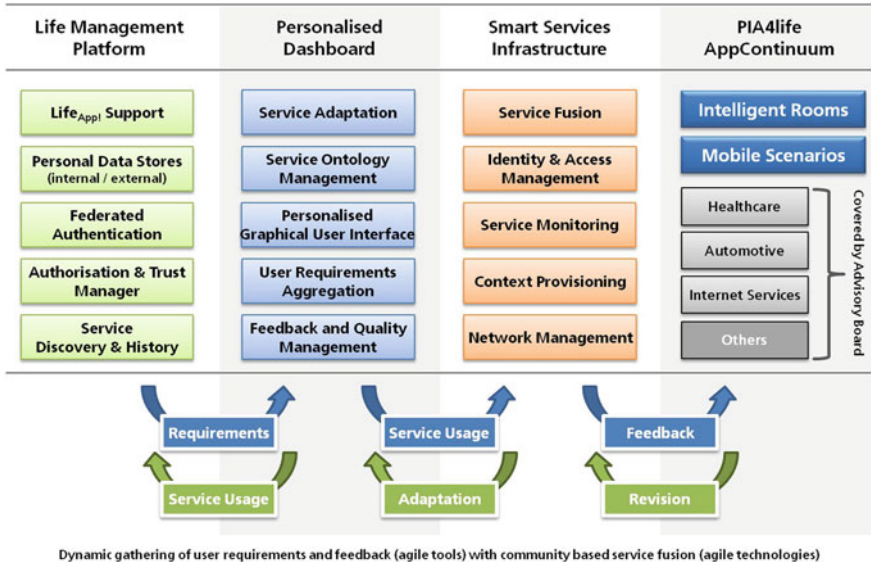 Life Management
Platform
Personalised
Dashboard
Smart Services
Infrastructure
PIA4life
AppContinuum
LifeApp! Support
Personal Data Stores
(internal / external)
Federated
Authentication
Authorisation & Trust
Manager
Service
Discovery & History
Service Adaptation
Service Ontology
Management
Personalised
Graphical User Interface
User Requirements
Aggregation
Feedback and Quality
Management
Service Fusion
Identity & Access
Management
Service Monitoring
Context Provisioning
Network Management
Intelligent Rooms
Mobile Scenarios
Healthcare
Automotive
Internet Services
Others
Covered by Advisory Board
Requirements
Service Usage
Feedback
Service Usage
Adaptation
Revision
Dynamic gathering of user requirements and feedback (agile tools) with community based service fusion (agile technologies)